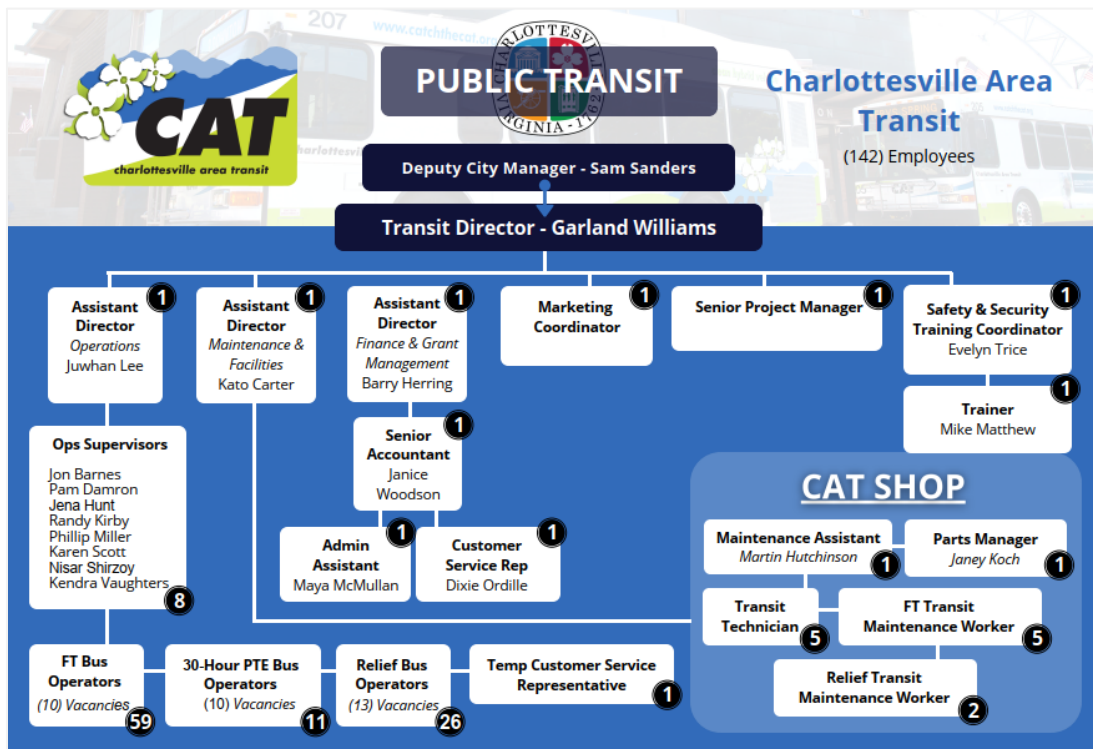 207
www.catchthecat.org
CHARLOTTESVILLE
VIRGINIA - 1762
CAT
charlottesville area transit
PUBLIC TRANSIT
Charlottesville Area
Transit
(142) Employees
Deputy City Manager - Sam Sanders
Transit Director - Garland Williams
1
Assistant
Director
Operations
Juwhan Lee
1
Assistant
Director
Maintenance &
Facilities
Kato Carter
1
Assistant
Director
Finance & Grant
Management
Barry Herring
1
Marketing
Coordinator
1
Senior Project Manager
1
Safety & Security
Training Coordinator
Evelyn Trice
1
Trainer
Mike Matthew
Ops Supervisors
Jon Barnes
Pam Damron
Jena Hunt
Randy Kirby
Phillip Miller
Karen Scott
Nisar Shirzoy
Kendra Vaughters
8
1
Senior
Accountant
Janice
Woodson
1
Admin
Assistant
Maya McMullan
1
Customer
Service Rep
Dixie Ordille
CAT SHOP
Maintenance Assistant
Martin Hutchinson
1
Parts Manager
Janey Koch
1
Transit
Technician
5
FT Transit
Maintenance Worker
5
Relief Transit
Maintenance Worker
2
FT Bus
Operators
(10) Vacancies
59
30-Hour PTE Bus
Operators
(10) Vacancies
11
Relief Bus
Operators
(13) Vacancies
26
Temp Customer Service
Representative
1